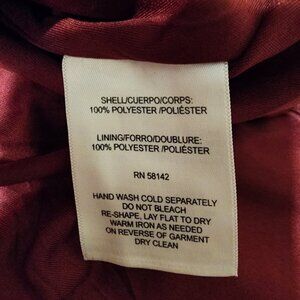 SHELL/CUERPO/CORPS:
100% POLYESTER /POLIÉSTER
LINING/FORRO/DOUBLURE:
100% POLYESTER /POLIÉSTER
RN 58142
HAND WASH COLD SEPARATELY
DO NOT BLEACH
RE-SHAPE, LAY FLAT TO DRY
WARM IRON AS NEEDED
ON REVERSE OF GARMENT
DRY CLEAN